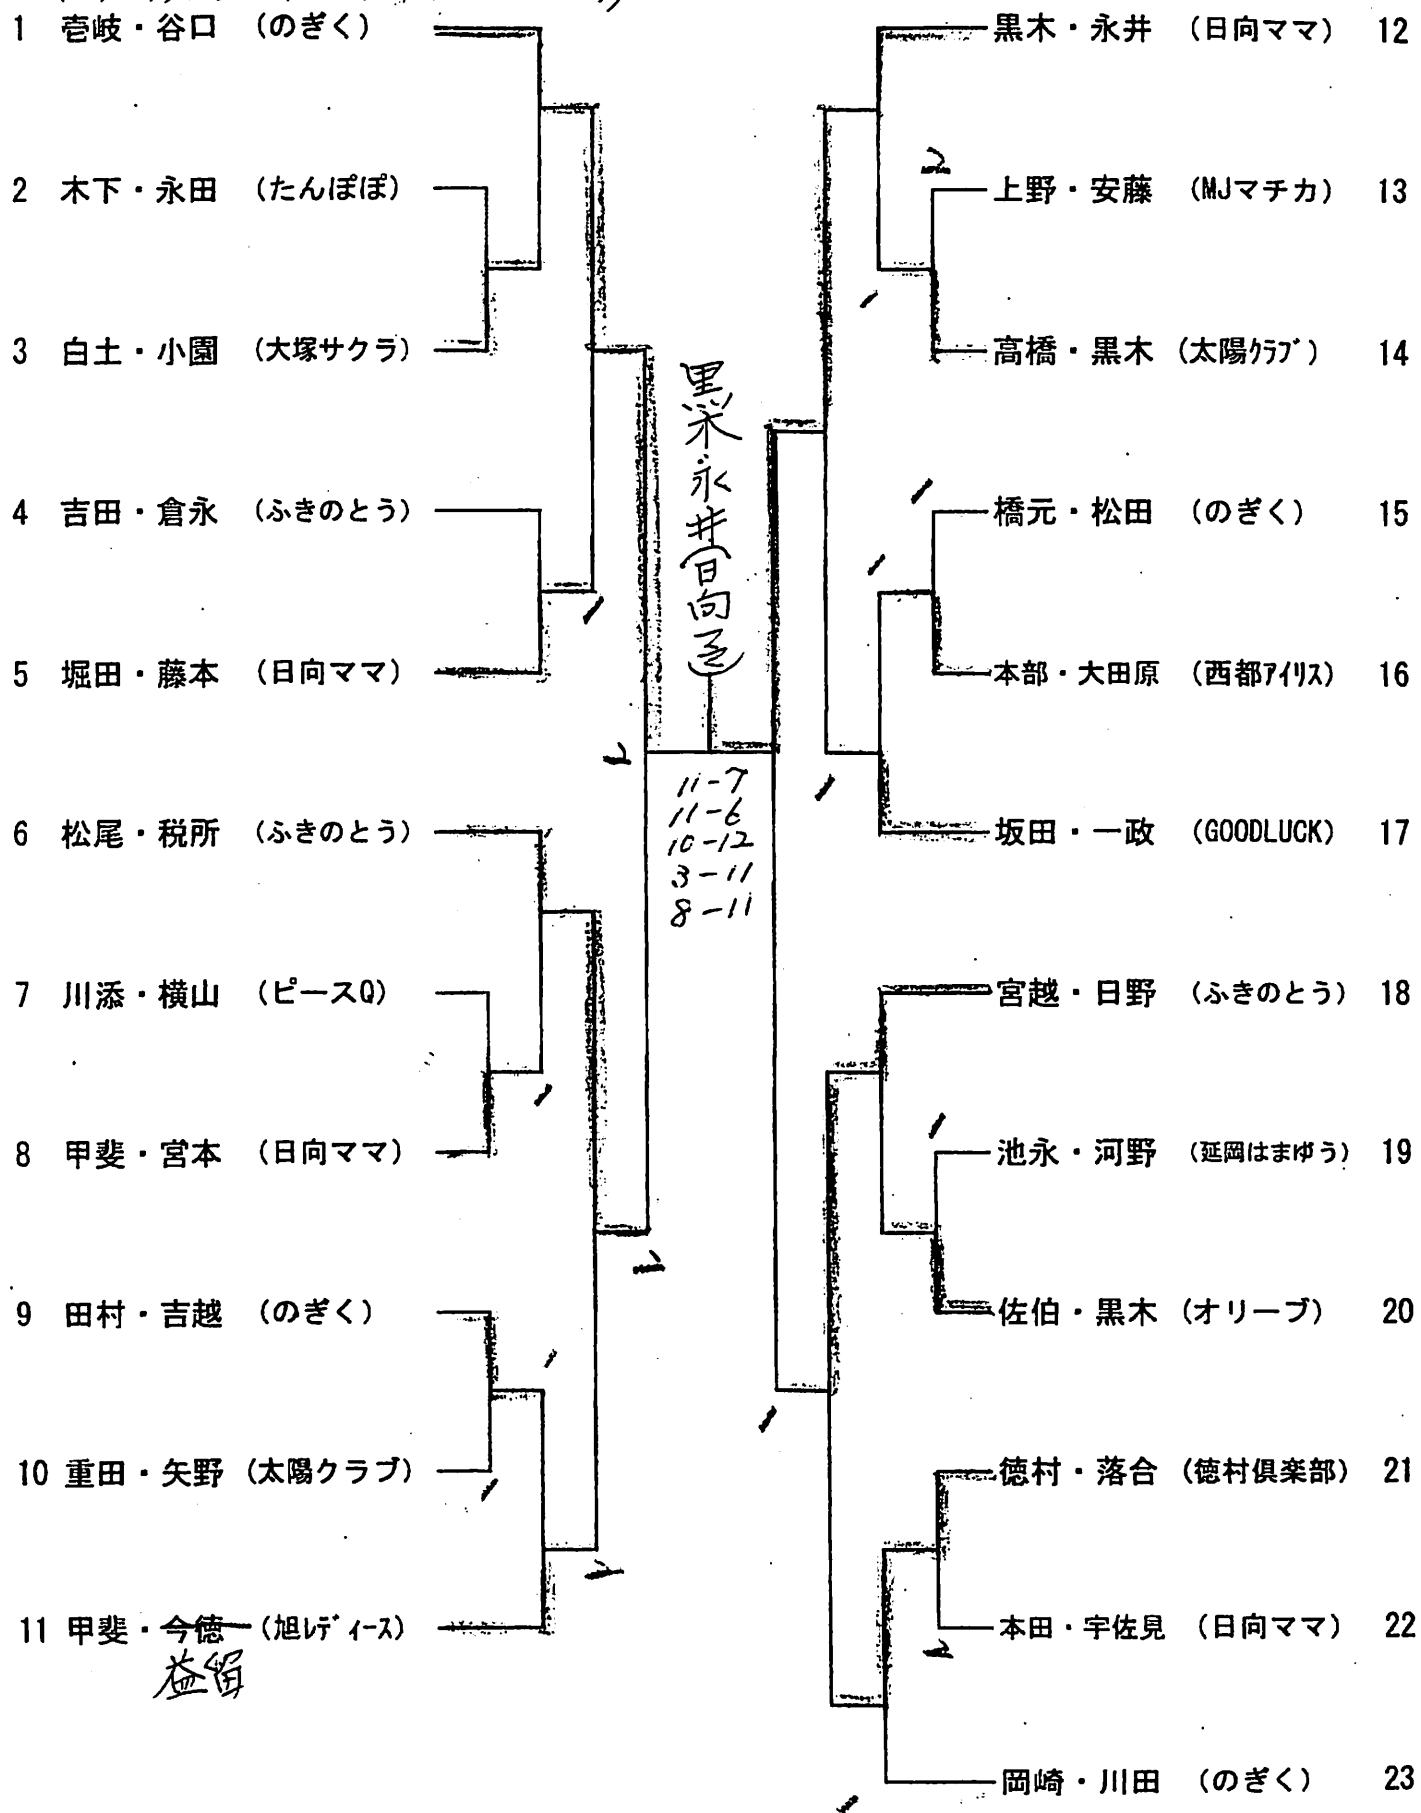 1 壱岐・谷口 (のぎく)
2 木下・永田 (たんぽぽ)
3 白土・小園 (大塚サクラ)
4 吉田・倉永 (ふきのとう)
5 堀田・藤本 (日向ママ)
6 松尾・税所 (ふきのとう)
7 川添・横山 (ピースQ)
8 甲斐・宮本 (日向ママ)
9 田村・吉越 (のぎく)
10 重田・矢野 (太陽クラブ)
11 甲斐・今徳 (旭レディース)
益留
黒木・永井(日向ママ)
11-7
11-6
10-12
3-11
8-11
黒木・永井 (日向ママ) 12
2
上野・安藤 (MJマチカ) 13
高橋・黒木 (太陽クラブ) 14
橋元・松田 (のぎく) 15
本部・大田原 (西都アイリス) 16
坂田・一政 (GOODLUCK) 17
宮越・日野 (ふきのとう) 18
池永・河野 (延岡はまゆう) 19
佐伯・黒木 (オリーブ) 20
徳村・落合 (徳村倶楽部) 21
本田・宇佐見 (日向ママ) 22
岡崎・川田 (のぎく) 23